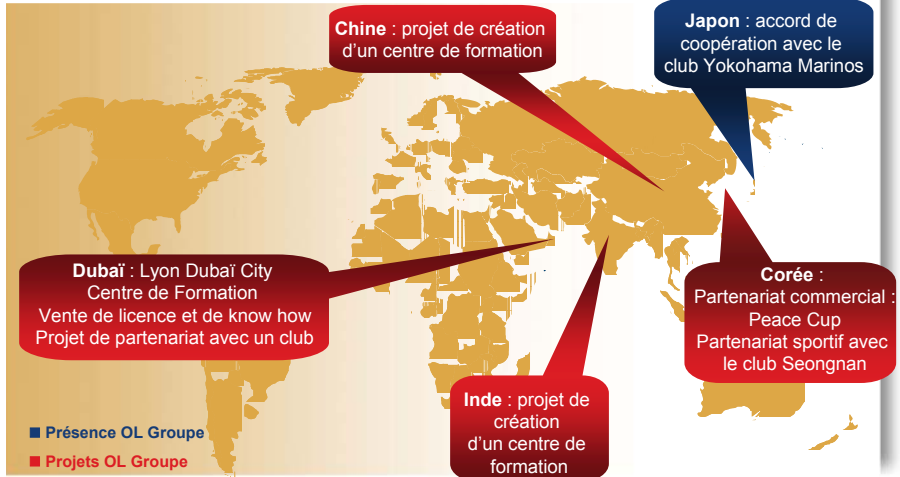 Chine : projet de création
d'un centre de formation
Japon : accord de
coopération avec le
club Yokohama Marinos
Dubaï : Lyon Dubaï City
Centre de Formation
Vente de licence et de know how
Projet de partenariat avec un club
Corée :
Partenariat commercial :
Peace Cup
Partenariat sportif avec
le club Seongnan
Inde : projet de
création
d'un centre de
formation
Présence OL Groupe
Projets OL Groupe